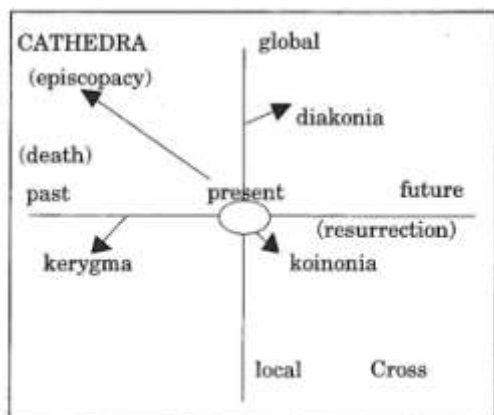 CATHEDRA global
(episcopacy)
diakonia
(death)
past present future
(resurrection)
kerygma koinonia
local Cross